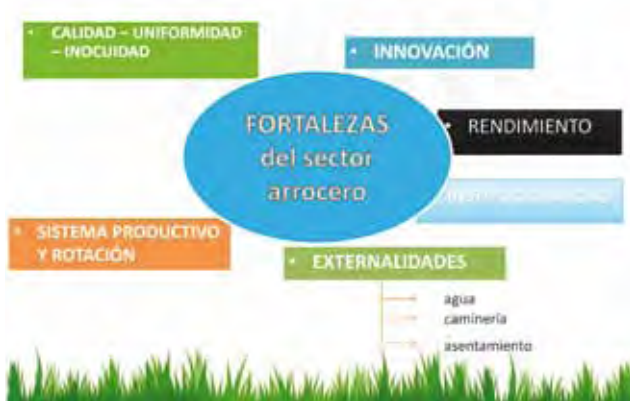 • CALIDAD – UNIFORMIDAD
– INOCUIDAD
• INNOVACIÓN
FORTALEZAS
del sector
arrocero
• RENDIMIENTO
• SISTEMA PRODUCTIVO
Y ROTACIÓN
• EXTERNALIDADES
agua
caminería
asentamiento